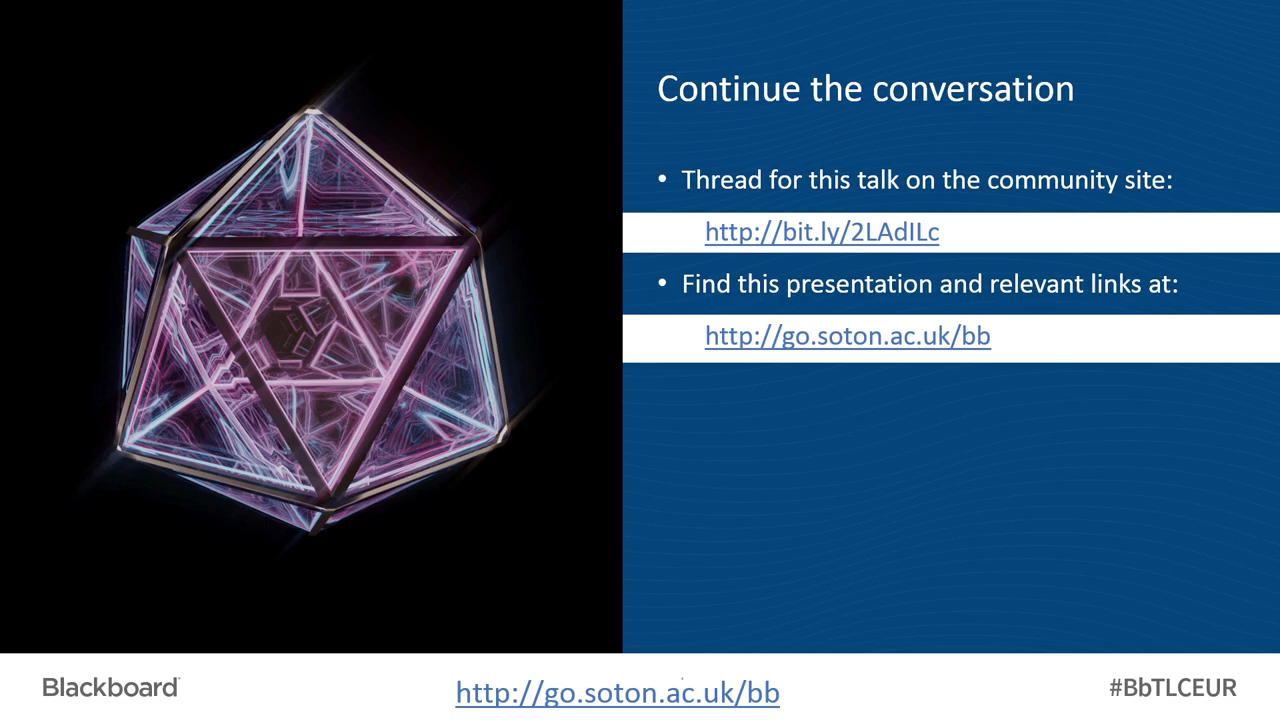 Continue the conversation
• Thread for this talk on the community site:
http://bit.ly/2LAdILc
• Find this presentation and relevant links at:
http://go.soton.ac.uk/bb
Blackboard
http://go.soton.ac.uk/bb
#BbTLCEUR